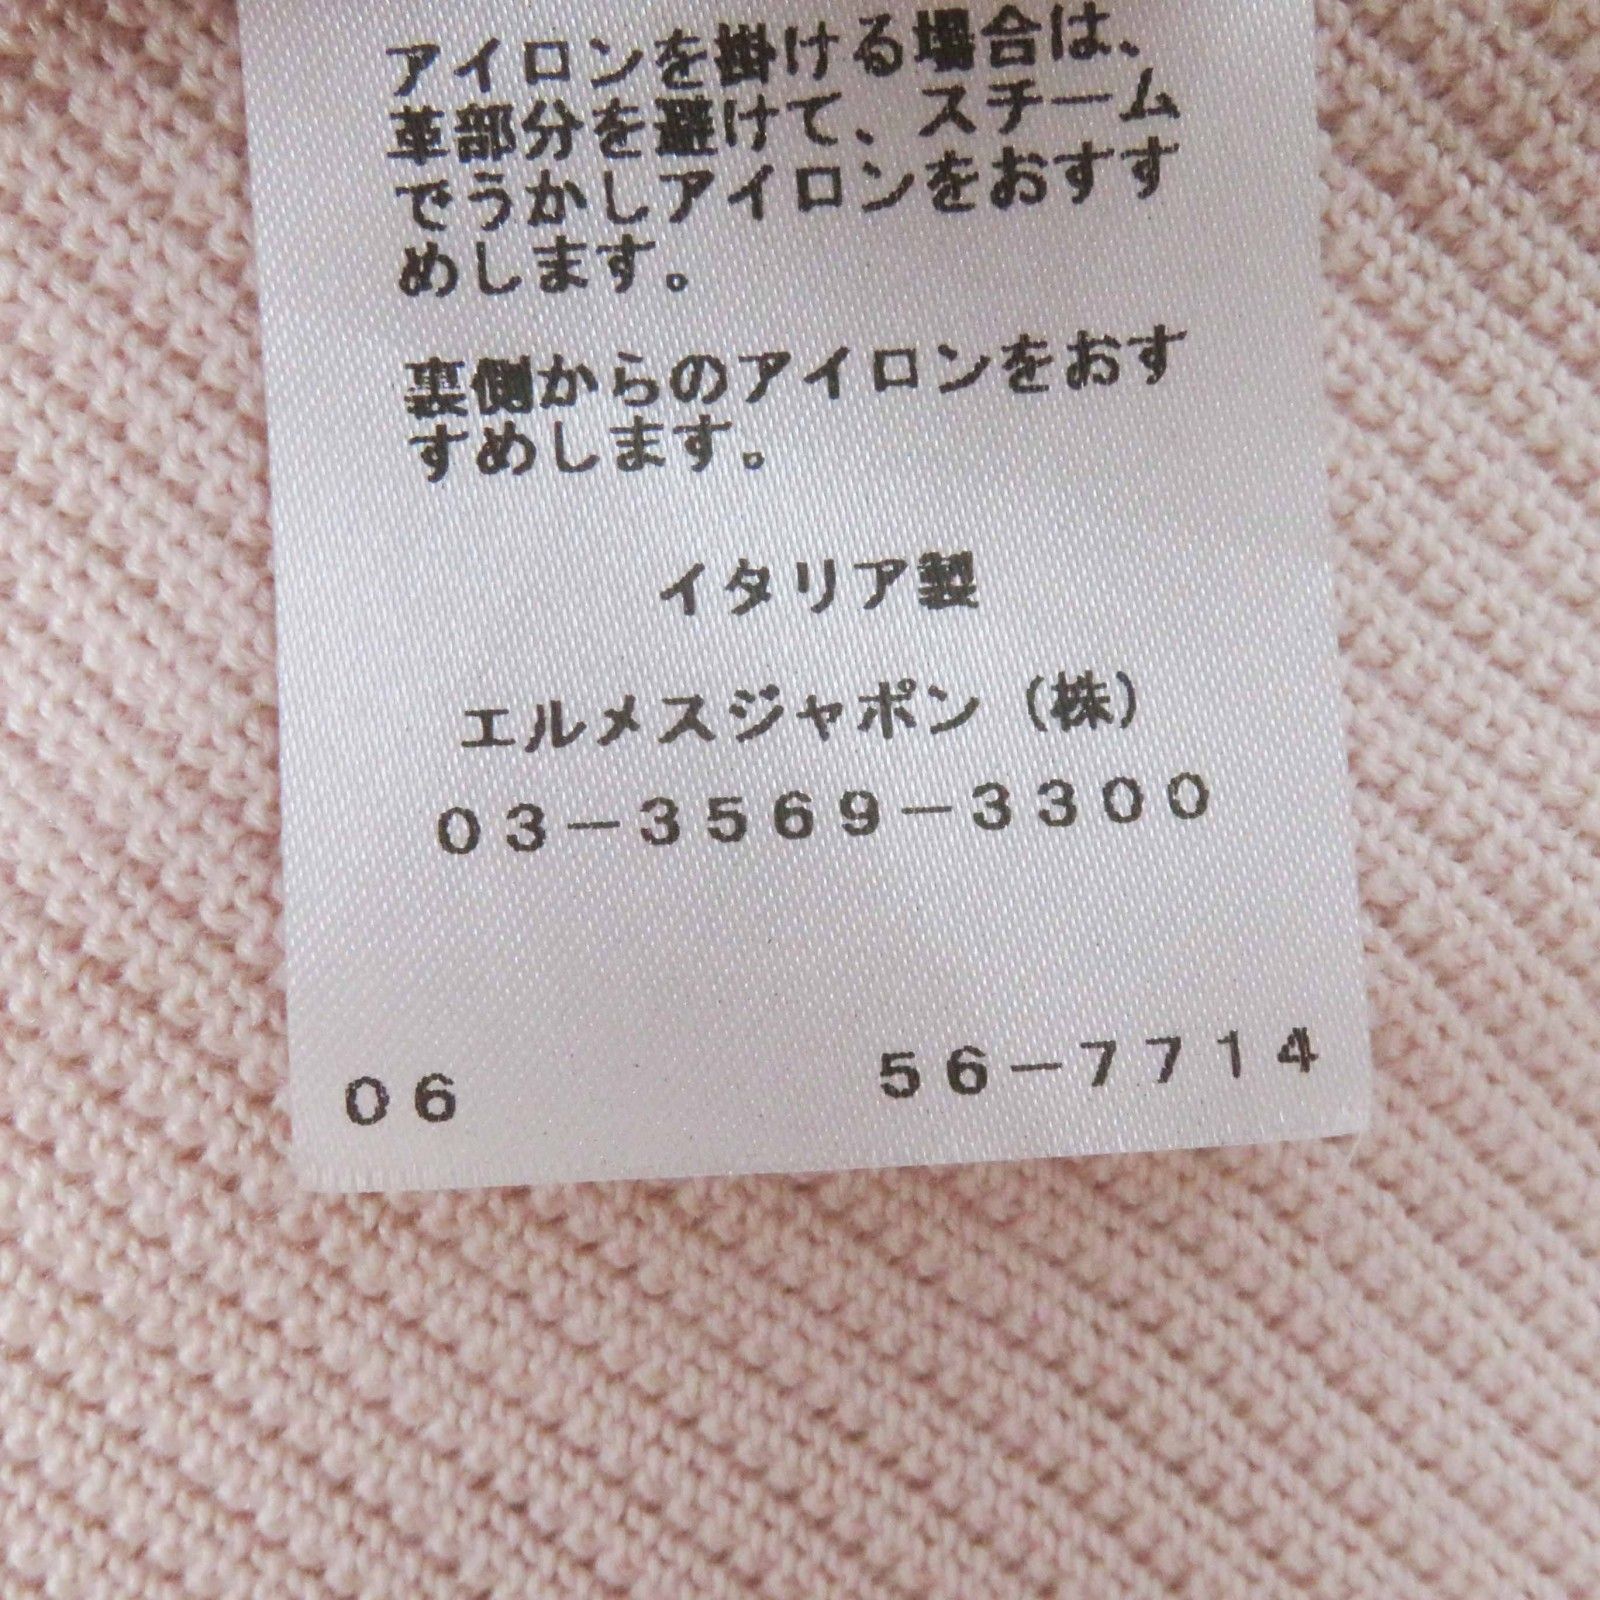 アイロンを掛ける場合は、
革部分を避けて、スチーム
でうかしアイロンをおすす
めします。
裏側からのアイロンをおす
すめします。
イタリア製
エルメスジャポン（株）
０３－３５６９－３３００
０６ ５６－７７１４